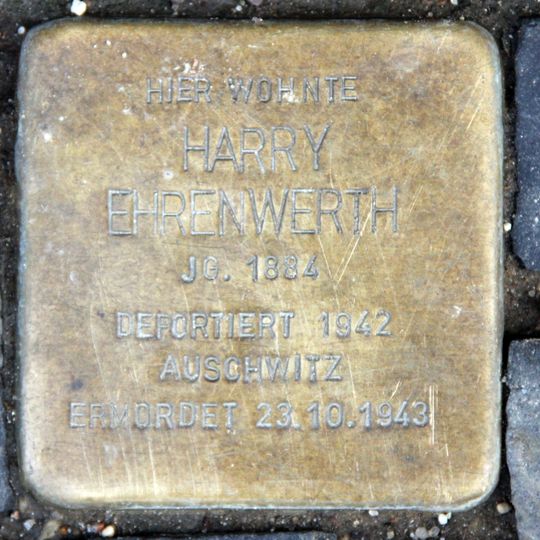 HIER WOHNTE
HARRY
EHRENWERTH
JG. 1884
DEPORTIERT 1942
AUSCHWITZ
ERMORDET 23.10.1943